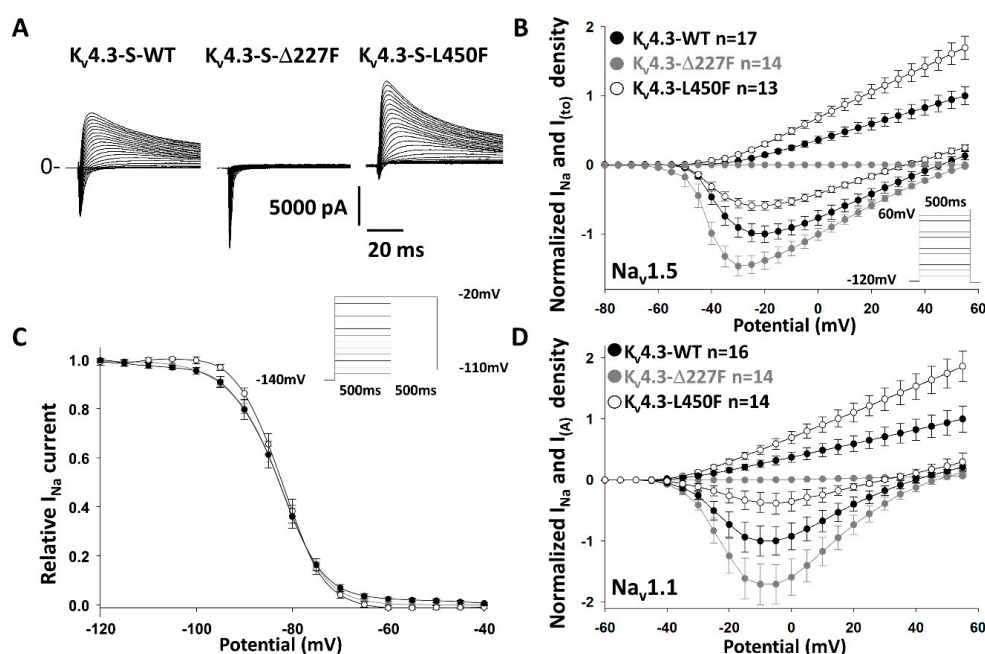 A
Kv4.3-S-WT Kv4.3-S-Δ227F Kv4.3-S-L450F
0
5000 pA
20 ms
B
Normalized INa and I(to) density
2
1
0
-1
Kv4.3-WT n=17
Kv4.3-Δ227F n=14
Kv4.3-L450F n=13
500ms
60mV
-120mV
Nav1.5
-80 -60 -40 -20 0 20 40 60
Potential (mV)
C
Relative INa current
1.0
0.8
0.6
0.4
0.2
0.0
-20mV
-140mV
-110mV
500ms 500ms
-120 -100 -80 -60 -40
Potential (mV)
D
Normalized INa and I(A) density
2
1
0
-1
-2
Kv4.3-WT n=16
Kv4.3-Δ227F n=14
Kv4.3-L450F n=14
Nav1.1
-60 -40 -20 0 20 40 60
Potential (mV)